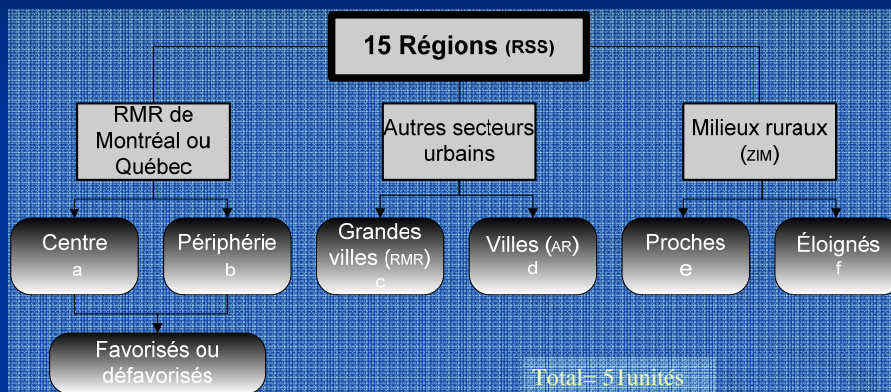 15 Régions (RSS)
RMR de
Montréal ou
Québec
Autres secteurs
urbains
Milieux ruraux
(ZIM)
Centre
a
Périphérie
b
Grandes
villes (RMR)
c
Villes (AR)
d
Proches
e
Éloignés
f
Favorisés ou
défavorisés
Total= 51unités